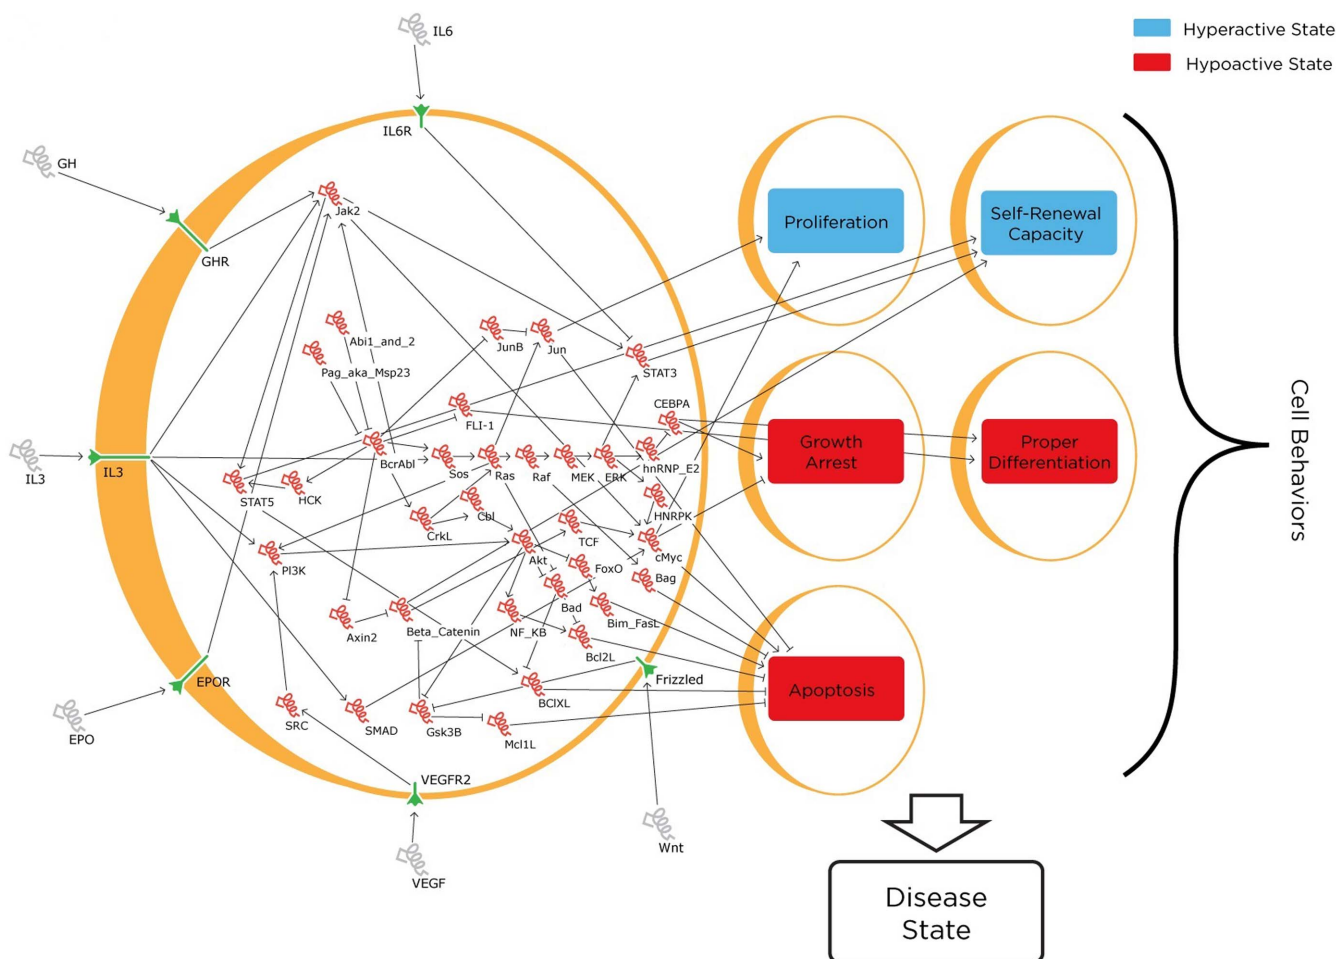 IL6
Hyperactive State
Hypoactive State
IL6R
GH
Jak2
GHR
Proliferation
Self-Renewal
Capacity
Abi1_and_2
JunB
Jun
Pag_aka_Msp23
STAT3
CEBPA
FLI-1
Growth
Arrest
Proper
Differentiation
Cell Behaviors
BcrAbl
IL3
IL3
Sos
Ras
Raf
MEK
ERK
hnRNP_E2
STAT5
HCK
Cbl
HNRPK
CrkL
TCF
cMyc
Akt
PI3K
FoxO
Bag
Bad
Bim_FasL
Axin2
Beta_Catenin
NF_KB
Bcl2L
EPOR
Frizzled
Apoptosis
BClXL
EPO
SRC
SMAD
Gsk3B
Mcl1L
VEGFR2
Wnt
VEGF
Disease
State